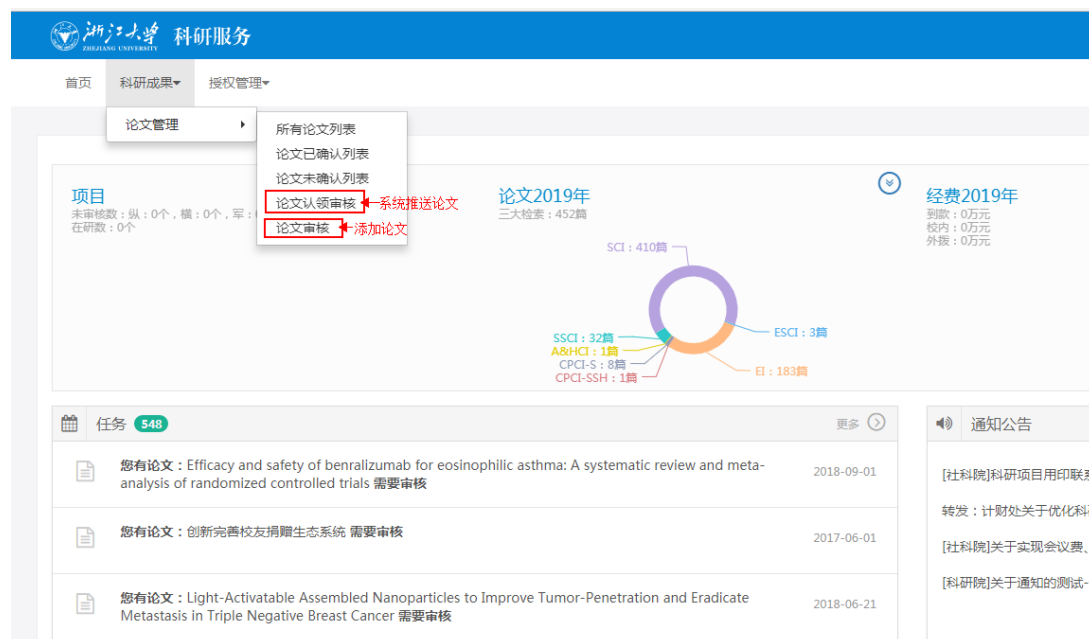 浙江大学 科研服务
ZHEJIANG UNIVERSITY
首页 科研成果 授权管理
论文管理
所有论文列表
论文已确认列表
论文未确认列表
论文认领审核 系统推送论文
论文审核 添加论文
项目
未审核数：纵：0个，横：0个，军：
在研数：0个
论文2019年
三大检索：452篇
SCI：410篇
ESCI：3篇
SSCI：32篇
A&HCI：1篇
CPCI-S：8篇
EI：183篇
CPCI-SSH：1篇
经费2019年
到款：0万元
校内：0万元
外拨：0万元
任务 548 更多
您有论文：Efficacy and safety of benralizumab for eosinophilic asthma: A systematic review and meta-
analysis of randomized controlled trials 需要审核
2018-09-01
您有论文：创新完善校友捐赠生态系统 需要审核
2017-06-01
您有论文：Light-Activatable Assembled Nanoparticles to Improve Tumor-Penetration and Eradicate
Metastasis in Triple Negative Breast Cancer 需要审核
2018-06-21
通知公告
[社科院]科研项目用印联
转发：计财处关于优化科
[社科院]关于实现会议费、
[科研院]关于通知的测试-